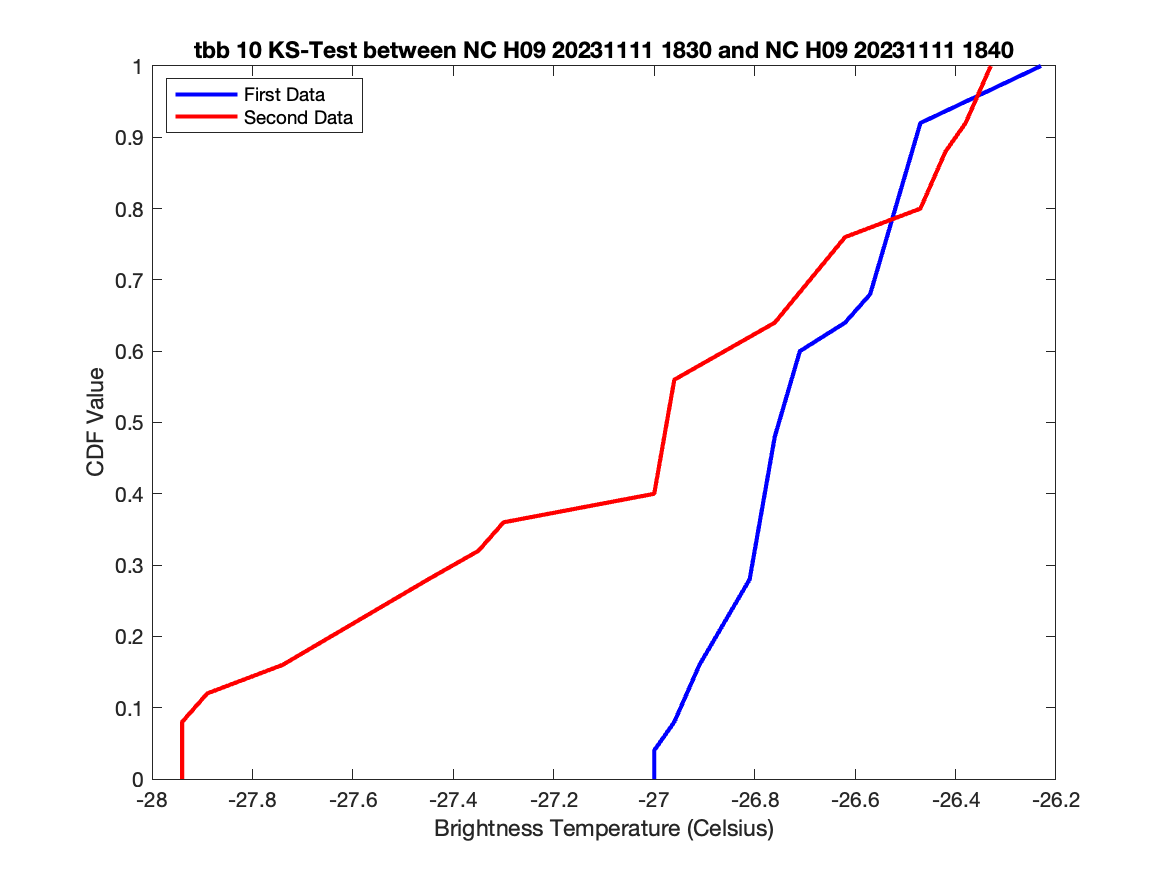 tbb 10 KS-Test between NC H09 20231111 1830 and NC H09 20231111 1840
First Data
Second Data
CDF Value
1
0.9
0.8
0.7
0.6
0.5
0.4
0.3
0.2
0.1
0
-28 -27.8 -27.6 -27.4 -27.2 -27 -26.8 -26.6 -26.4 -26.2
Brightness Temperature (Celsius)